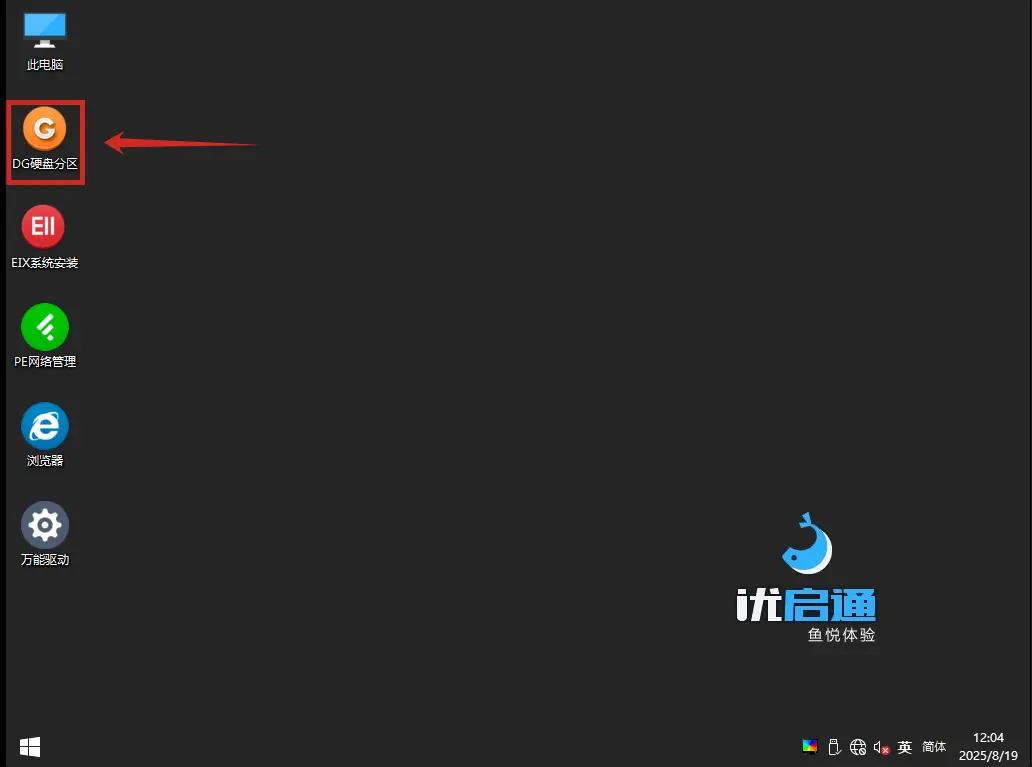 此电脑
G
DG硬盘分区
EII
EIX系统安装
PE网络管理
浏览器
万能驱动
优启通
鱼悦体验
英
简体
12:04
2025/8/19